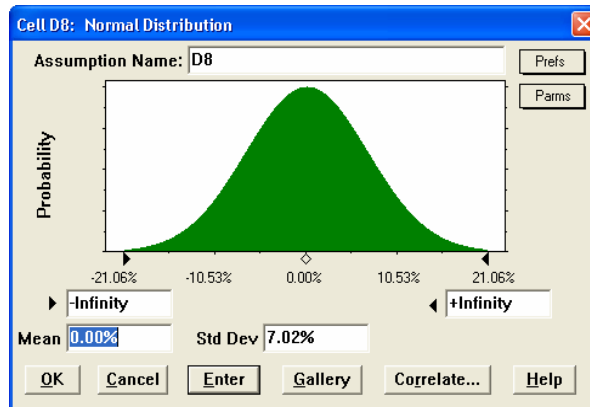 Cell D8: Normal Distribution
Assumption Name: D8
Prefs
Parms
Probability
-21.06% -10.53% 0.00% 10.53% 21.06%
-Infinity +Infinity
Mean 0.00% Std Dev 7.02%
OK Cancel Enter Gallery Correlate... Help